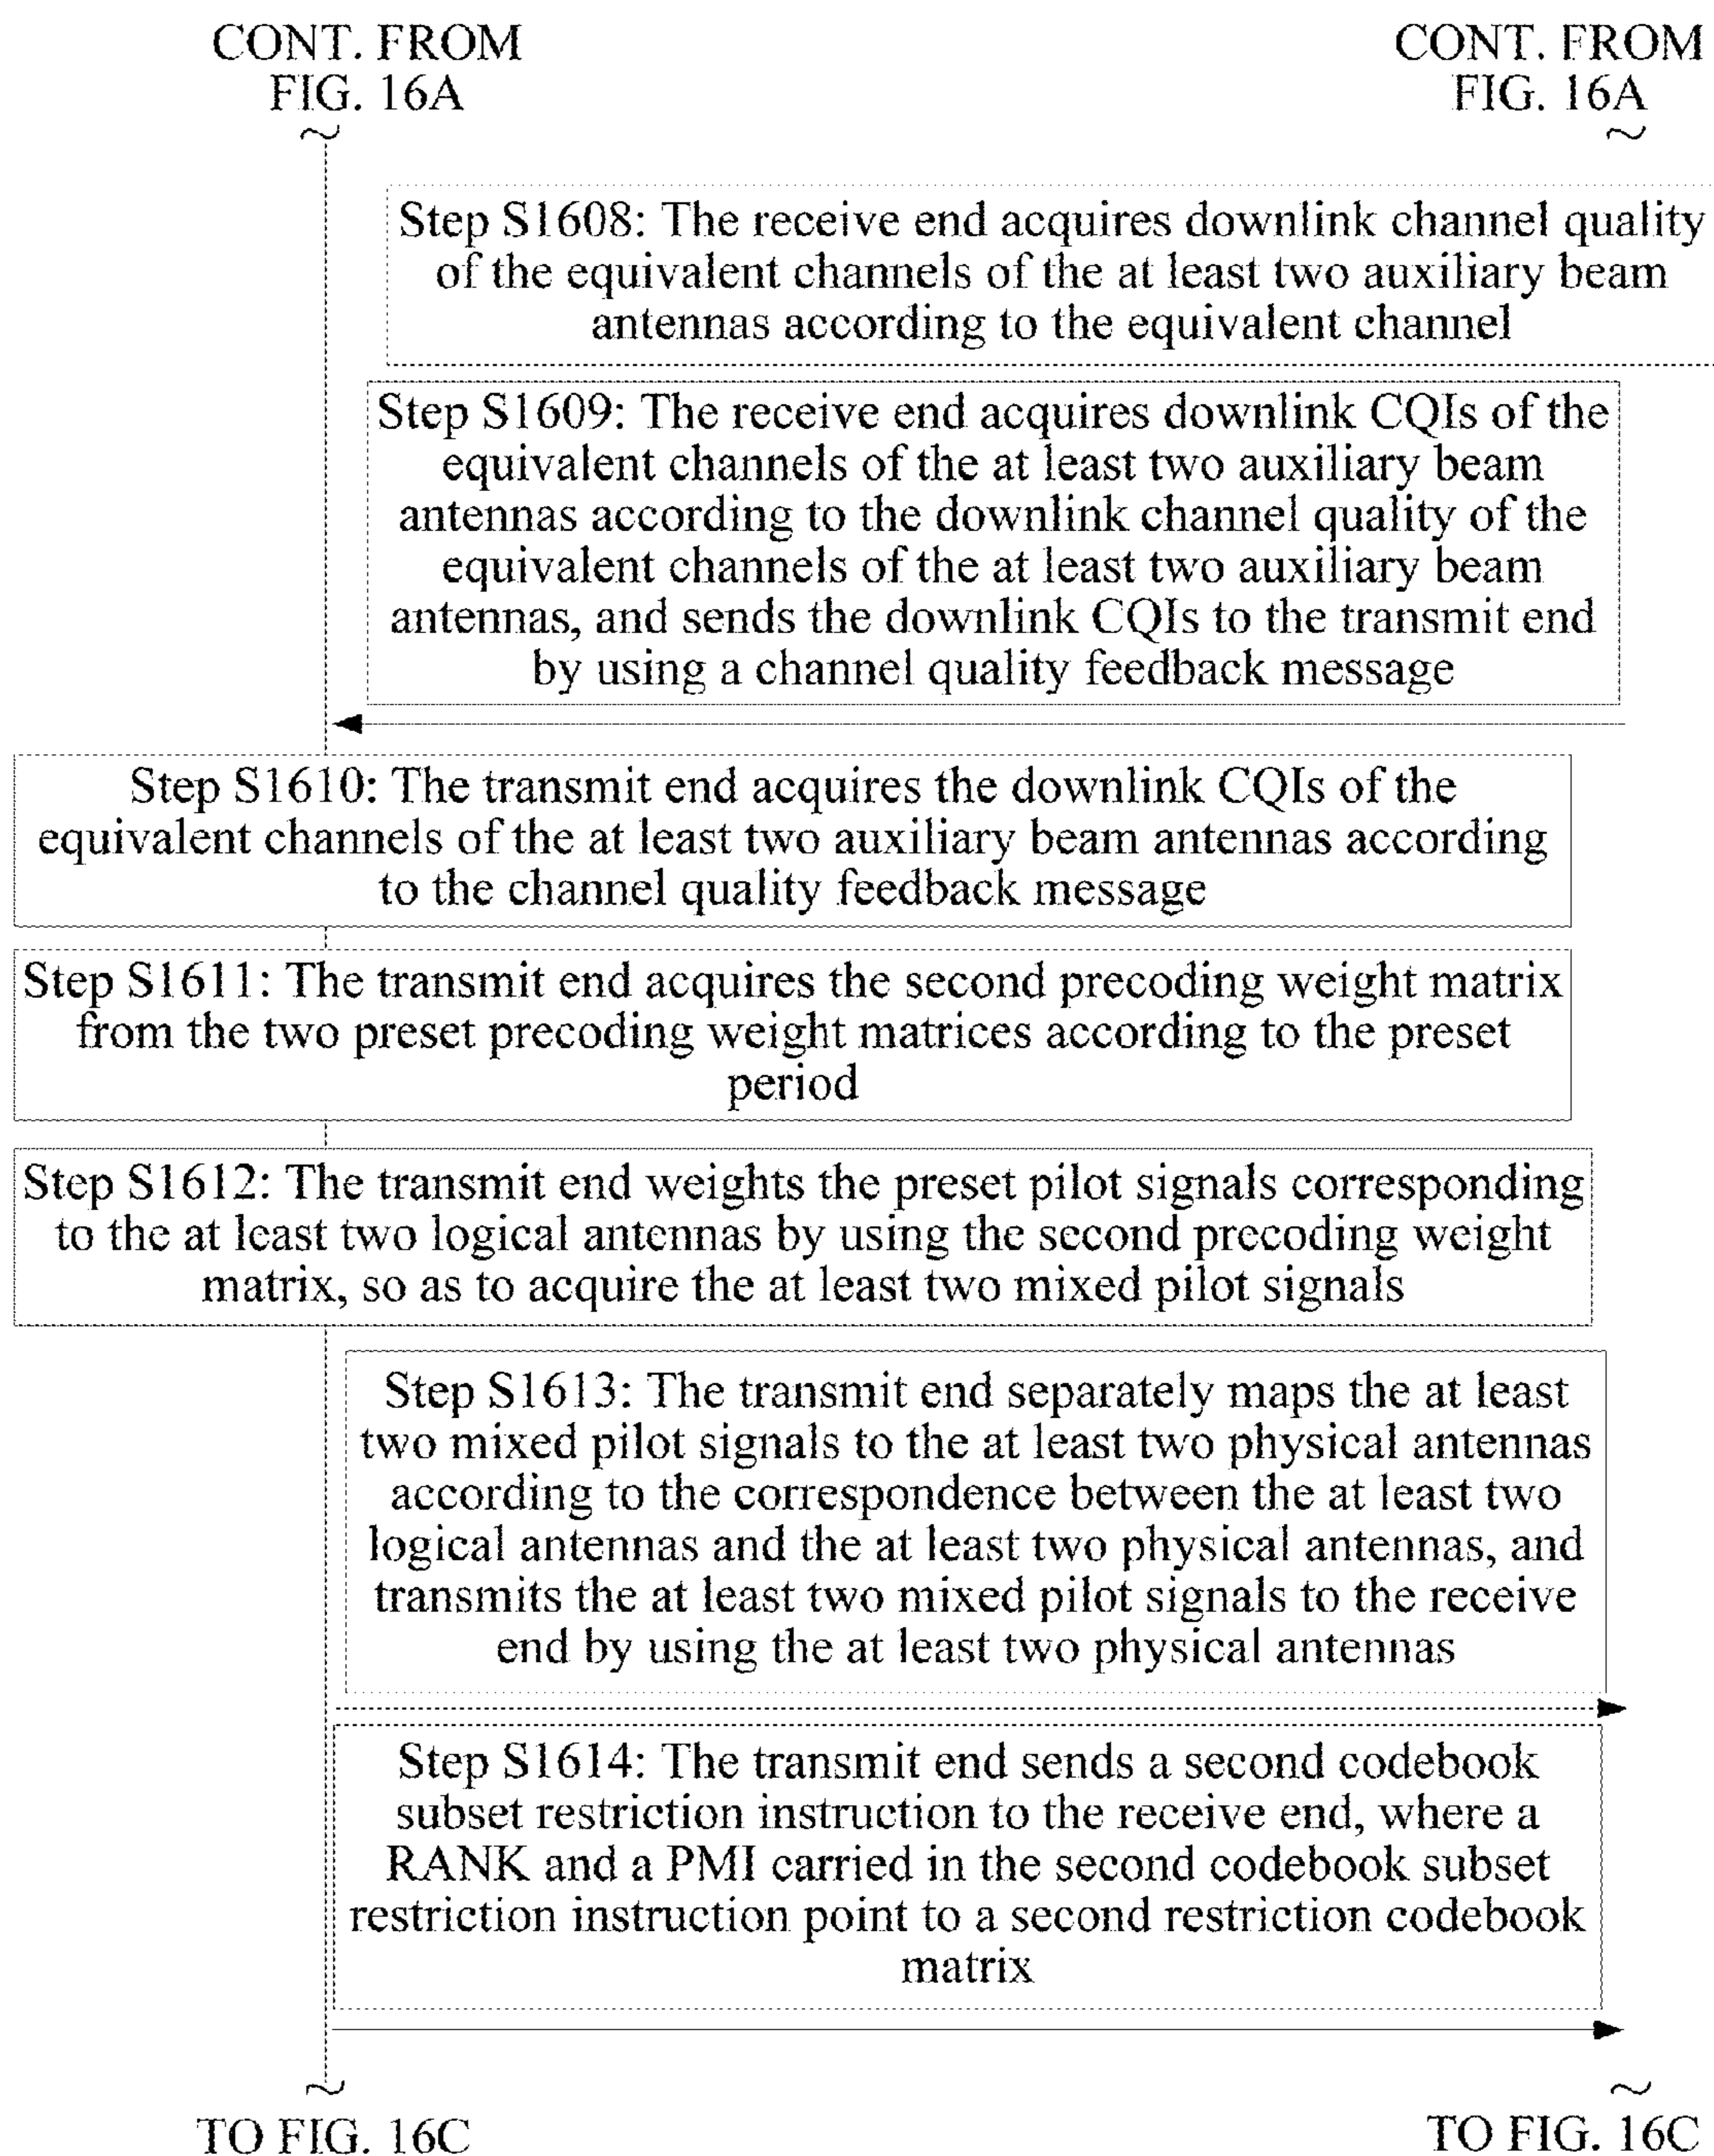 CONT. FROM
FIG. 16A
CONT. FROM
FIG. 16A
Step S1608: The receive end acquires downlink channel quality
of the equivalent channels of the at least two auxiliary beam
antennas according to the equivalent channel
Step S1609: The receive end acquires downlink CQIs of the
equivalent channels of the at least two auxiliary beam
antennas according to the downlink channel quality of the
equivalent channels of the at least two auxiliary beam
antennas, and sends the downlink CQIs to the transmit end
by using a channel quality feedback message
Step S1610: The transmit end acquires the downlink CQIs of the
equivalent channels of the at least two auxiliary beam antennas according
to the channel quality feedback message
Step S1611: The transmit end acquires the second precoding weight matrix
from the two preset precoding weight matrices according to the preset
period
Step S1612: The transmit end weights the preset pilot signals corresponding
to the at least two logical antennas by using the second precoding weight
matrix, so as to acquire the at least two mixed pilot signals
Step S1613: The transmit end separately maps the at least
two mixed pilot signals to the at least two physical antennas
according to the correspondence between the at least two
logical antennas and the at least two physical antennas, and
transmits the at least two mixed pilot signals to the receive
end by using the at least two physical antennas
Step S1614: The transmit end sends a second codebook
subset restriction instruction to the receive end, where a
RANK and a PMI carried in the second codebook subset
restriction instruction point to a second restriction codebook
matrix
TO FIG. 16C
TO FIG. 16C